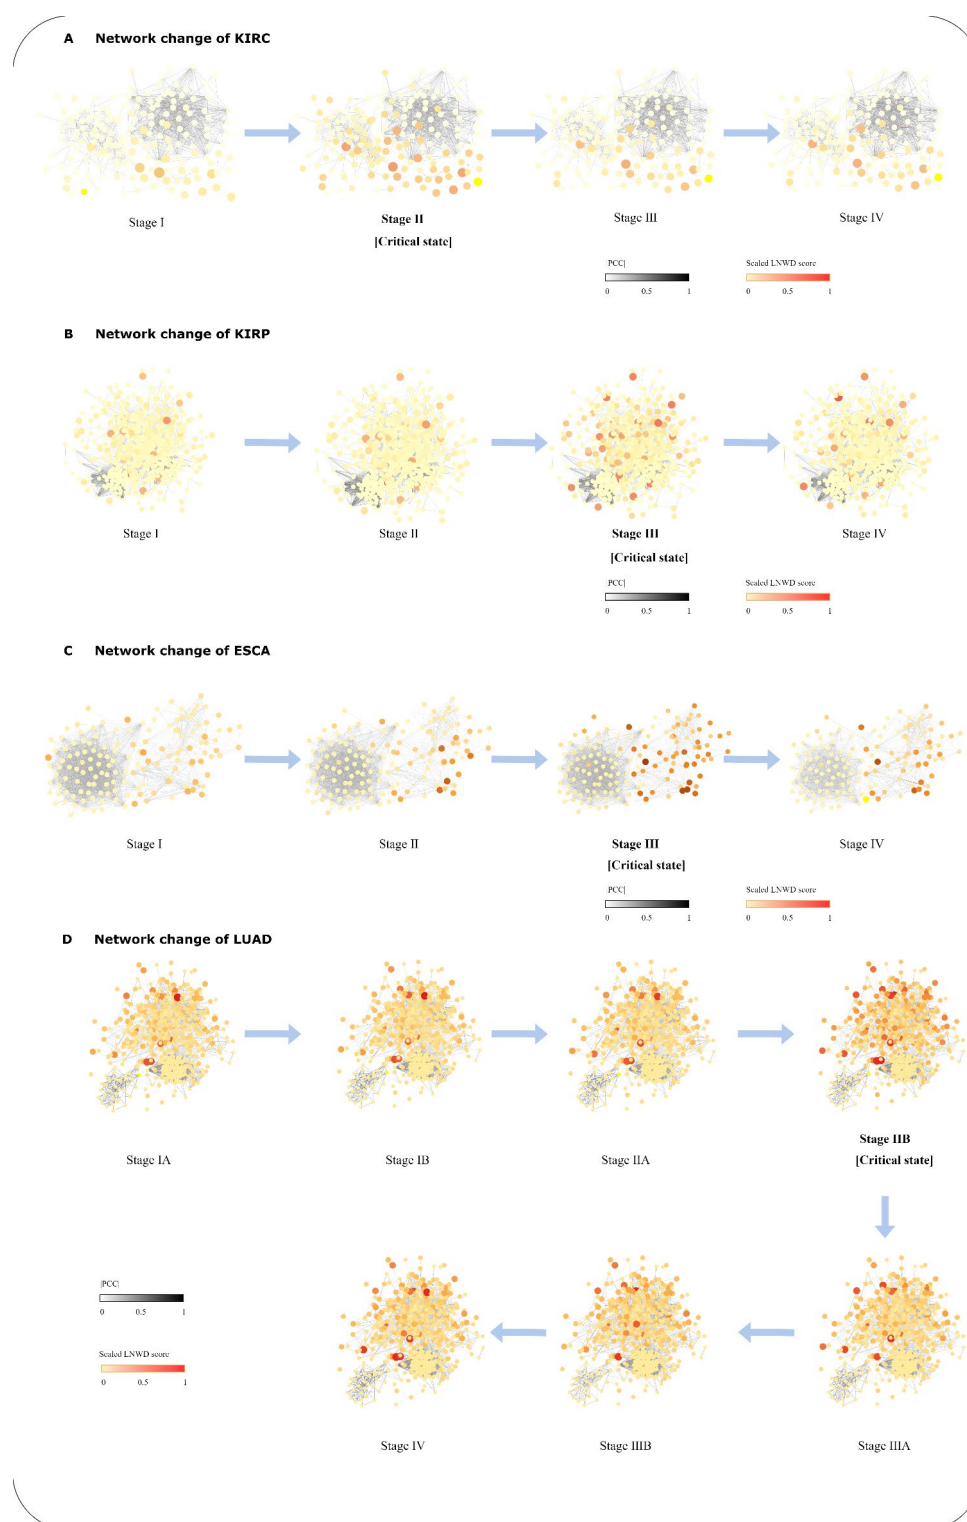 A Network change of KIRC
Stage I
Stage II
[Critical state]
Stage III
Stage IV
|PCC|
0 0.5 1
Scaled LNWD score
0 0.5 1
B Network change of KIRP
Stage I
Stage II
Stage III
[Critical state]
Stage IV
|PCC|
0 0.5 1
Scaled LNWD score
0 0.5 1
C Network change of ESCA
Stage I
Stage II
Stage III
[Critical state]
Stage IV
|PCC|
0 0.5 1
Scaled LNWD score
0 0.5 1
D Network change of LUAD
Stage IA
Stage IB
Stage IIA
Stage IIB
[Critical state]
|PCC|
0 0.5 1
Scaled LNWD score
0 0.5 1
Stage IV
Stage IIIB
Stage IIIA